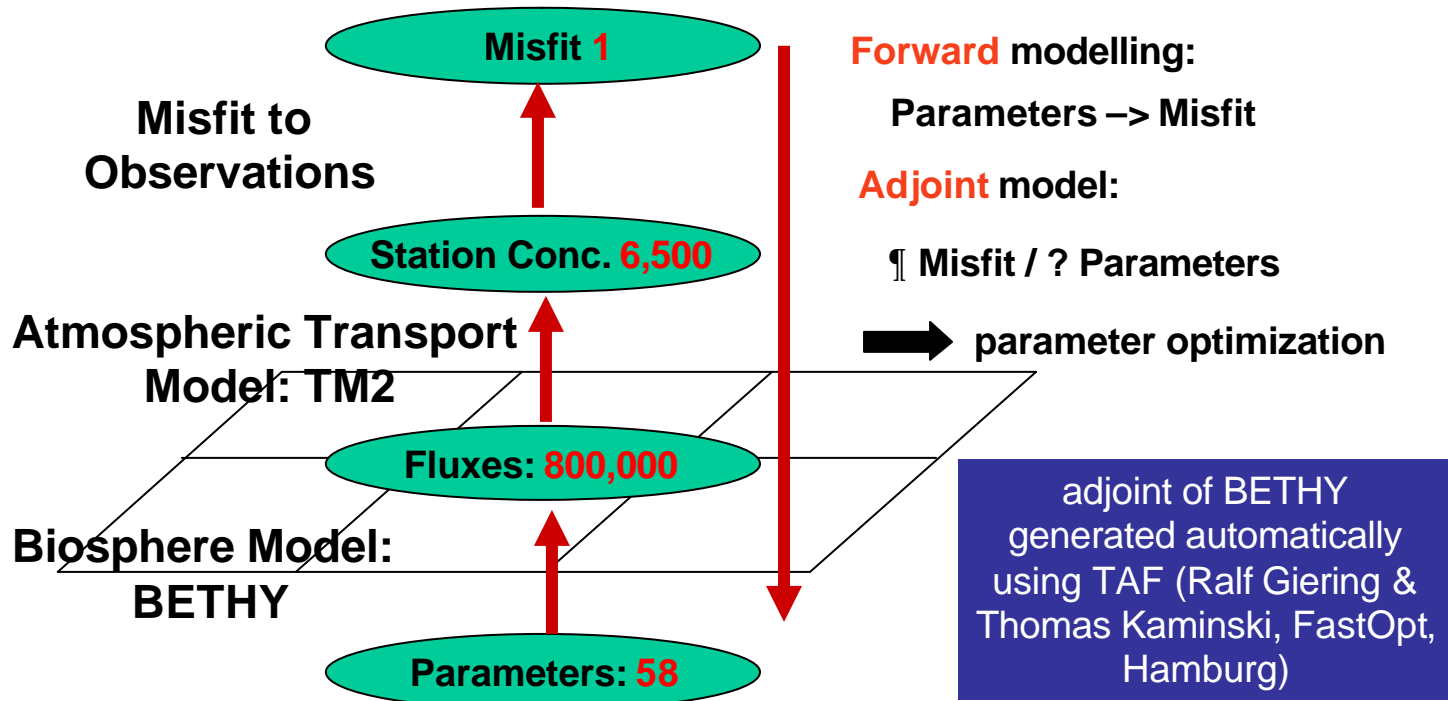 Misfit 1
Misfit to
Observations
Station Conc. 6,500
Atmospheric Transport
Model: TM2
Fluxes: 800,000
Biosphere Model:
BETHY
Parameters: 58
Forward modelling:
Parameters –> Misfit
Adjoint model:
¶ Misfit / ? Parameters
parameter optimization
adjoint of BETHY
generated automatically
using TAF (Ralf Giering &
Thomas Kaminski, FastOpt,
Hamburg)